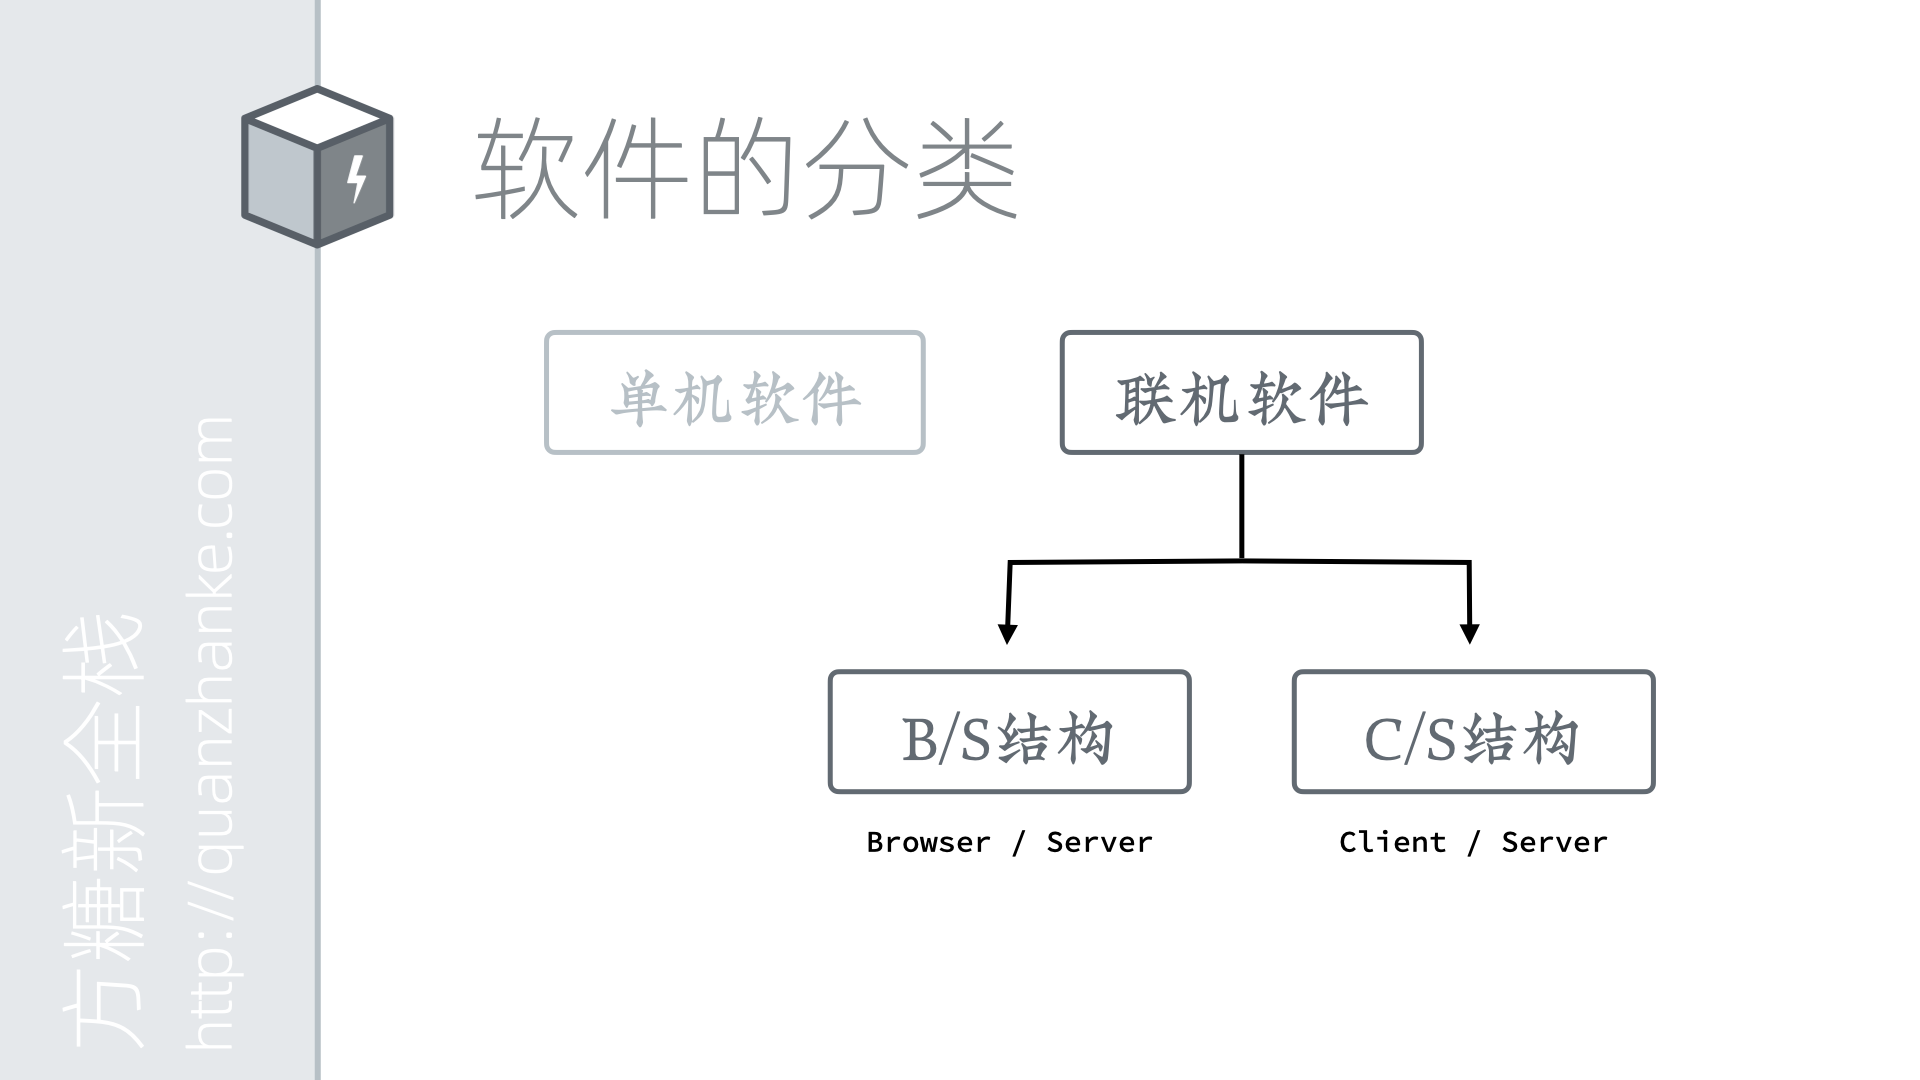 软件的分类
单机软件
联机软件
B/S结构
C/S结构
Browser / Server
Client / Server
方糖新全栈
http://quanzhanke.com